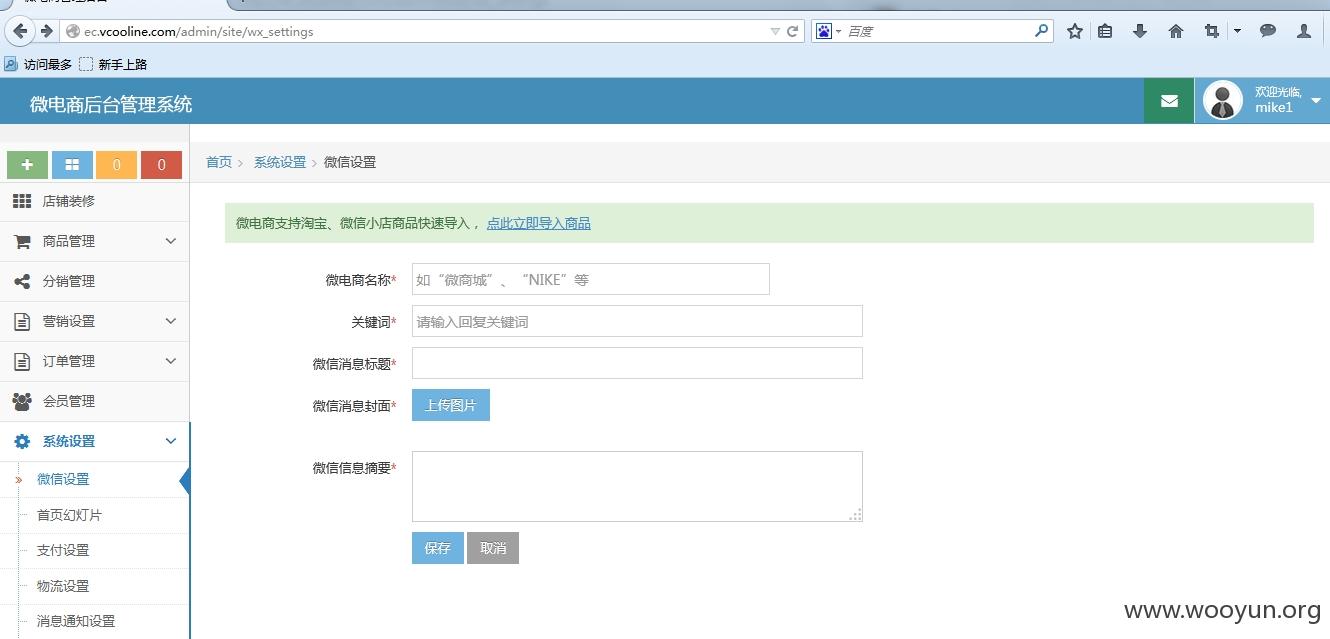 ec.vcooline.com/admin/site/wx_settings
百度
访问最多 新手上路
微电商后台管理系统
欢迎光临,
mike1
0 0
首页 系统设置 微信设置
店铺装修
商品管理
分销管理
营销设置
订单管理
会员管理
系统设置
微信设置
首页幻灯片
支付设置
物流设置
消息通知设置
微电商支持淘宝、微信小店商品快速导入，点此立即导入商品
微电商名称* 如“微商城”、“NIKE”等
关键词* 请输入回复关键词
微信消息标题*
微信消息封面* 上传图片
微信信息摘要*
保存 取消
www.wooyun.org